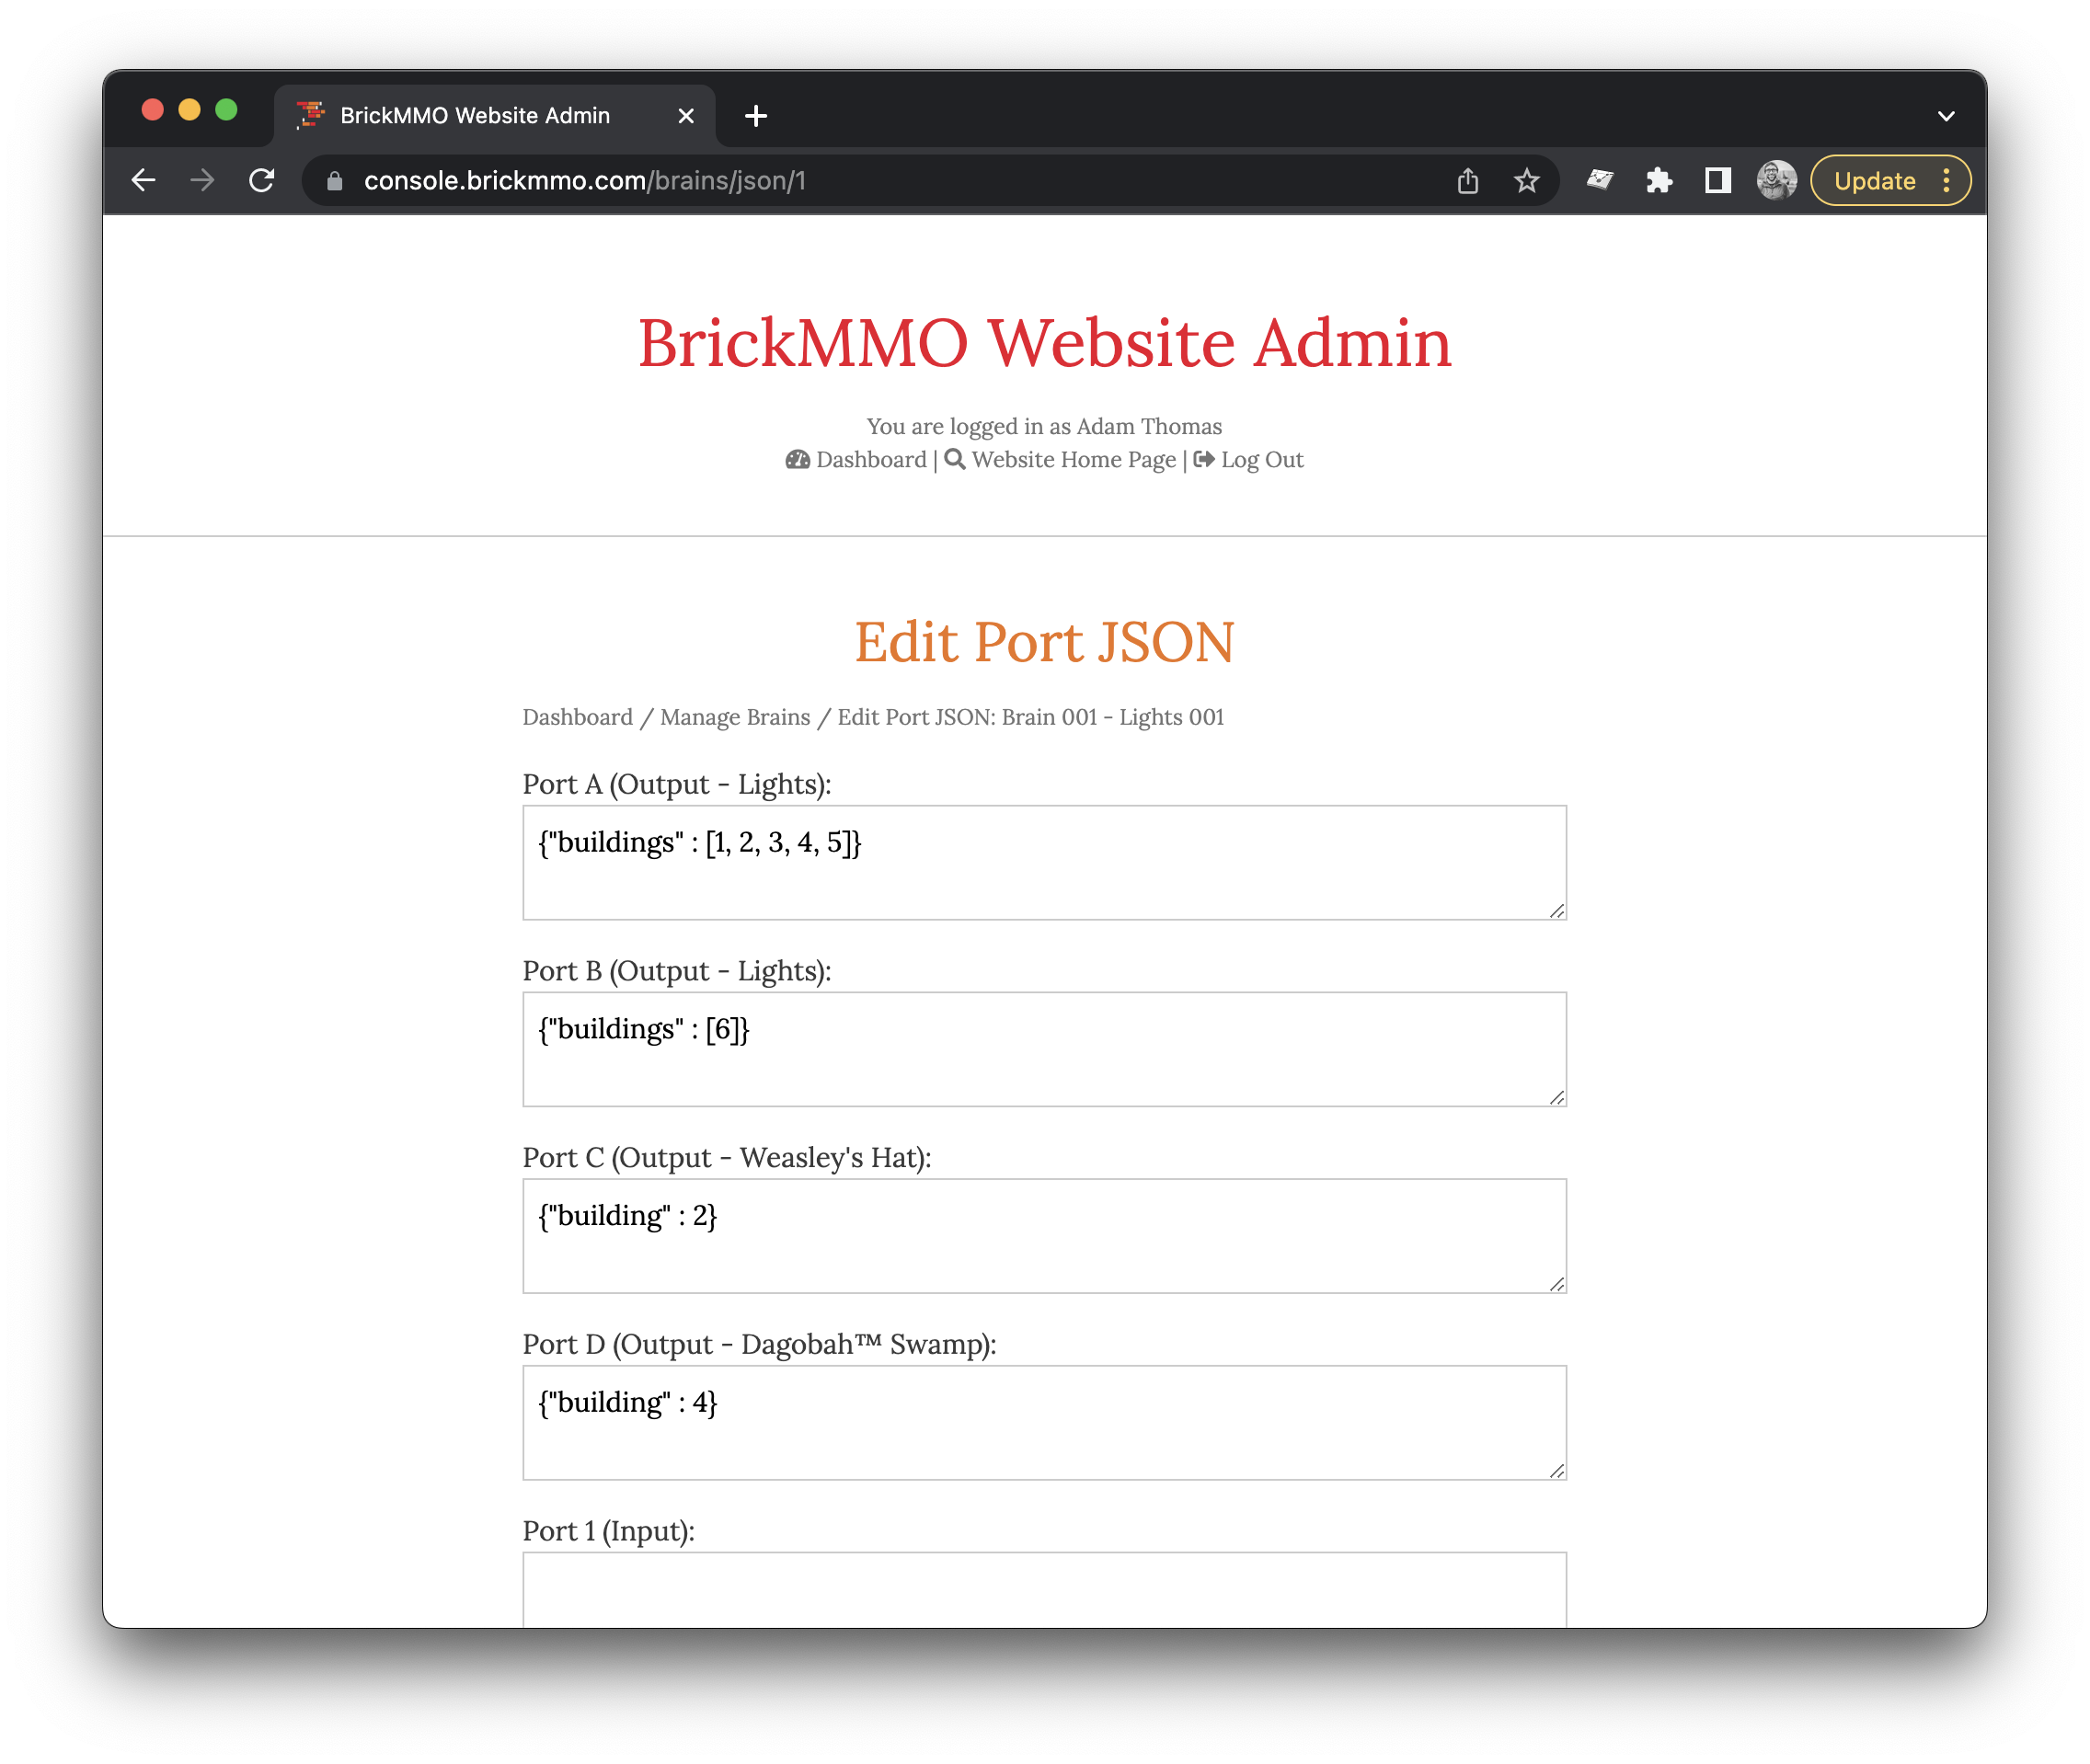 BrickMMO Website Admin
console.brickmmo.com/brains/json/1
Update
BrickMMO Website Admin
You are logged in as Adam Thomas
Dashboard | Website Home Page | Log Out
Edit Port JSON
Dashboard / Manage Brains / Edit Port JSON: Brain 001 - Lights 001
Port A (Output - Lights):
{"buildings" : [1, 2, 3, 4, 5]}
Port B (Output - Lights):
{"buildings" : [6]}
Port C (Output - Weasley's Hat):
{"building" : 2}
Port D (Output - Dagobah™ Swamp):
{"building" : 4}
Port 1 (Input):